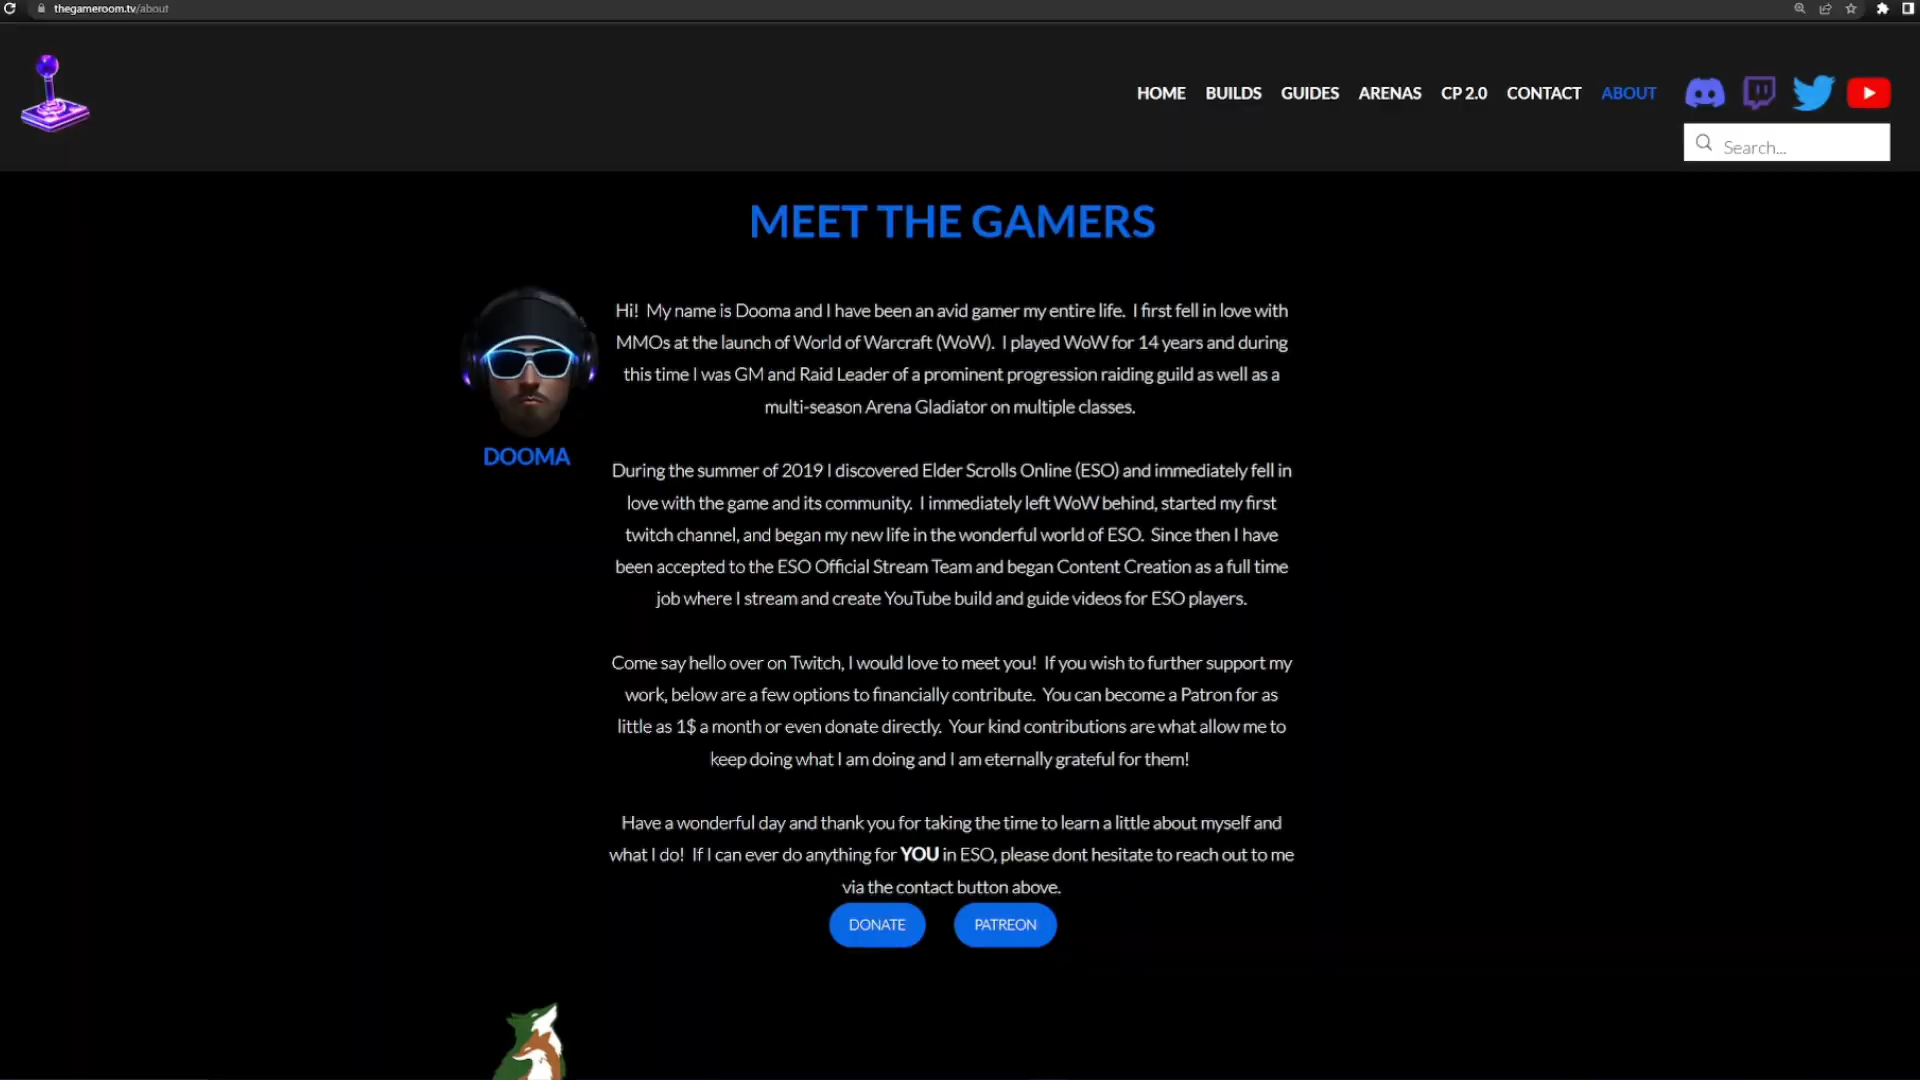 thegameroom.tv/about
HOME BUILDS GUIDES ARENAS CP 2.0 CONTACT ABOUT
Search...
MEET THE GAMERS
DOOMA
Hi! My name is Dooma and I have been an avid gamer my entire life. I first fell in love with
MMOs at the launch of World of Warcraft (WoW). I played WoW for 14 years and during
this time I was GM and Raid Leader of a prominent progression raiding guild as well as a
multi-season Arena Gladiator on multiple classes.
During the summer of 2019 I discovered Elder Scrolls Online (ESO) and immediately fell in
love with the game and its community. I immediately left WoW behind, started my first
twitch channel, and began my new life in the wonderful world of ESO. Since then I have
been accepted to the ESO Official Stream Team and began Content Creation as a full time
job where I stream and create YouTube build and guide videos for ESO players.
Come say hello over on Twitch, I would love to meet you! If you wish to further support my
work, below are a few options to financially contribute. You can become a Patron for as
little as 1$ a month or even donate directly. Your kind contributions are what allow me to
keep doing what I am doing and I am eternally grateful for them!
Have a wonderful day and thank you for taking the time to learn a little about myself and
what I do! If I can ever do anything for YOU in ESO, please dont hesitate to reach out to me
via the contact button above.
DONATE PATREON